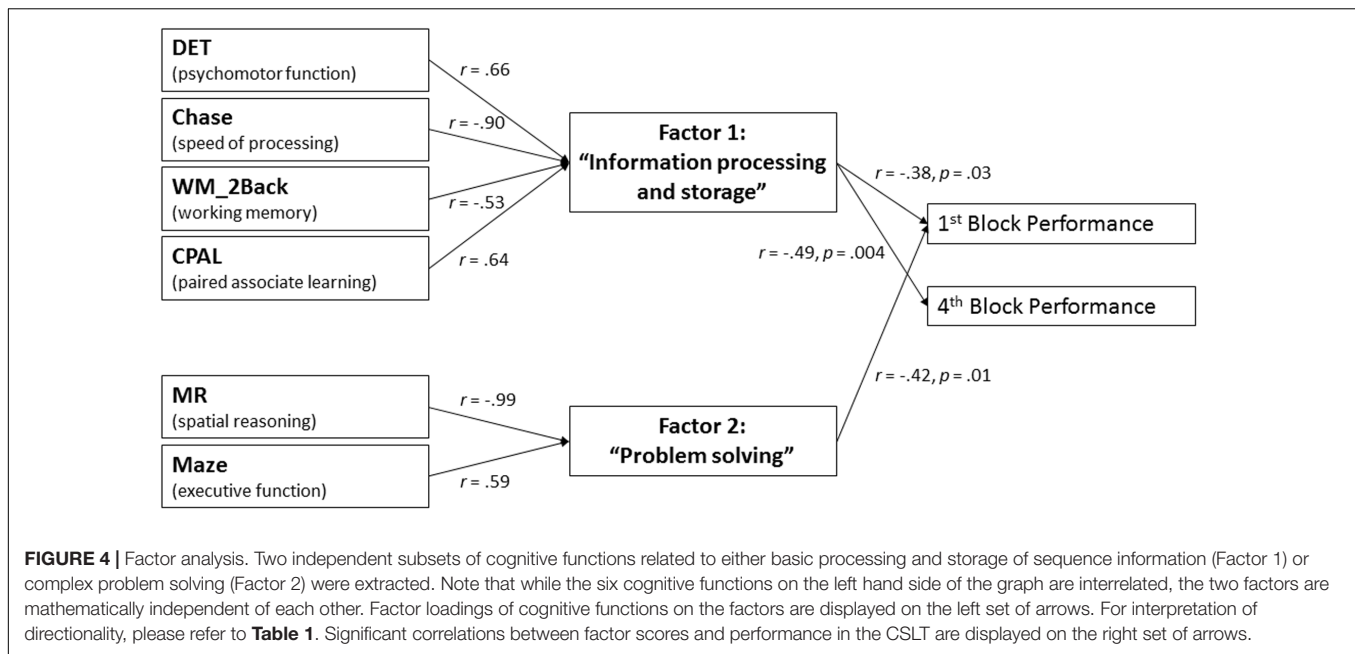 DET
(psychomotor function)
r = .66
Chase
(speed of processing)
r = -.90
WM_2Back
(working memory)
r = -.53
CPAL
(paired associate learning)
r = .64
Factor 1:
“Information processing
and storage”
r = -.38, p = .03
1st Block Performance
r = -.49, p = .004
4th Block Performance
MR
(spatial reasoning)
r = -.99
Maze
(executive function)
r = .59
Factor 2:
“Problem solving”
r = -.42, p = .01
FIGURE 4 | Factor analysis. Two independent subsets of cognitive functions related to either basic processing and storage of sequence information (Factor 1) or
complex problem solving (Factor 2) were extracted. Note that while the six cognitive functions on the left hand side of the graph are interrelated, the two factors are
mathematically independent of each other. Factor loadings of cognitive functions on the factors are displayed on the left set of arrows. For interpretation of
directionality, please refer to Table 1. Significant correlations between factor scores and performance in the CSLT are displayed on the right set of arrows.